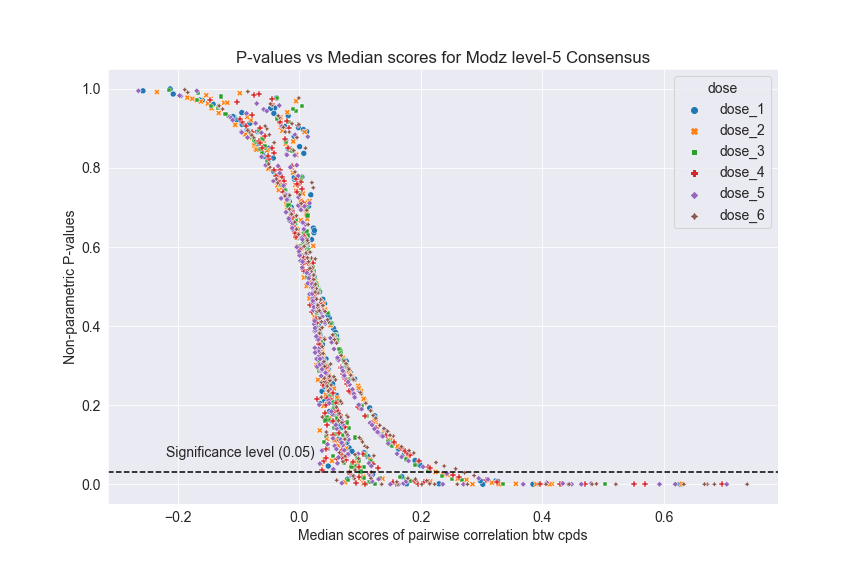 P-values vs Median scores for Modz level-5 Consensus
dose
dose_1
dose_2
dose_3
dose_4
dose_5
dose_6
1.0
0.8
0.6
0.4
0.2
0.0
Non-parametric P-values
Significance level (0.05)
−0.2
0.0
0.2
0.4
0.6
Median scores of pairwise correlation btw cpds